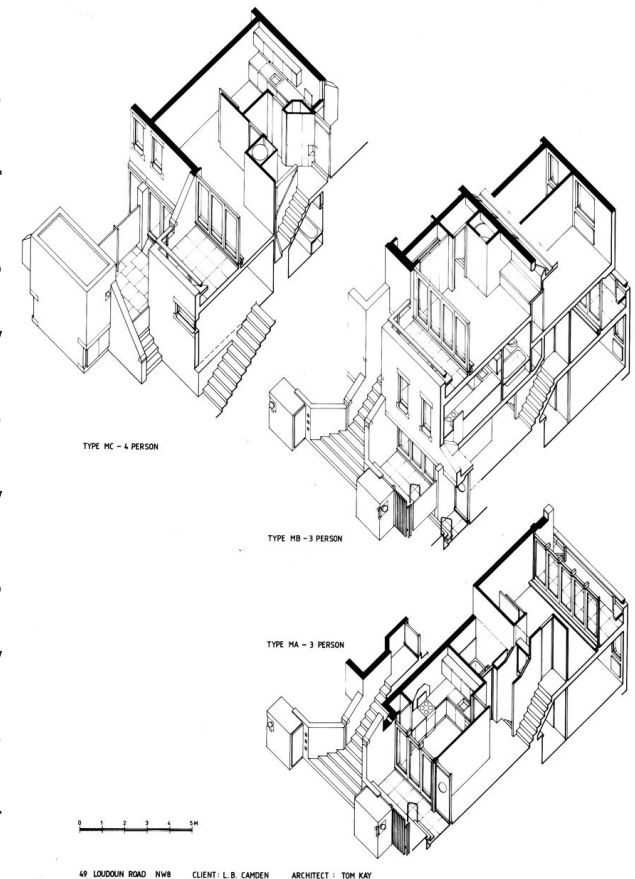 TYPE MC - 4 PERSON
TYPE MB - 3 PERSON
TYPE MA - 3 PERSON
0 1 2 3 4 5M
49 LOUDOUN ROAD NW8 CLIENT: L.B. CAMDEN ARCHITECT: TOM KAY